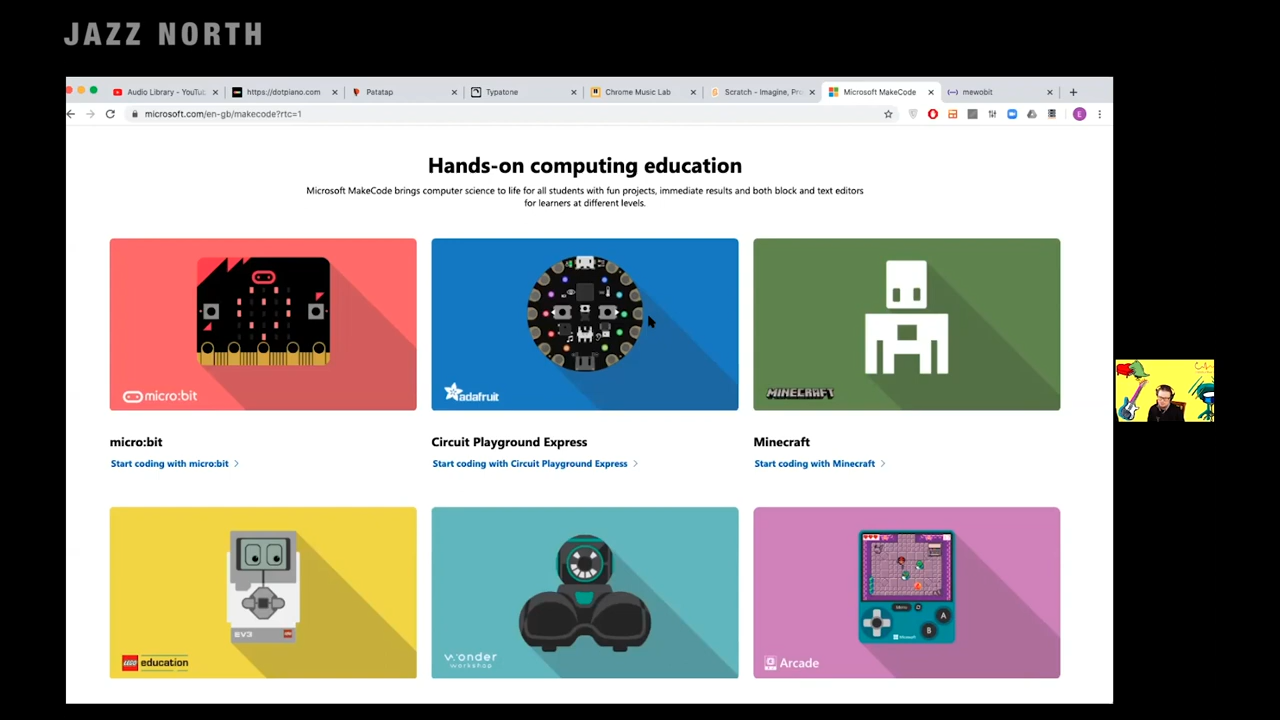 JAZZ NORTH
Audio Library - YouTu
https://dotpiano.com
Patatap
Typatone
Chrome Music Lab
Scratch - Imagine, Pro
Microsoft MakeCode
mewobit
microsoft.com/en-gb/makecode?rtc=1
E
Hands-on computing education
Microsoft MakeCode brings computer science to life for all students with fun projects, immediate results and both block and text editors
for learners at different levels.
micro:bit
adafruit
MINECRAFT
micro:bit
Circuit Playground Express
Minecraft
Start coding with micro:bit
Start coding with Circuit Playground Express
Start coding with Minecraft
Menu
A
B
Microsoft
EV3
LEGO education
wonder
workshop
Arcade